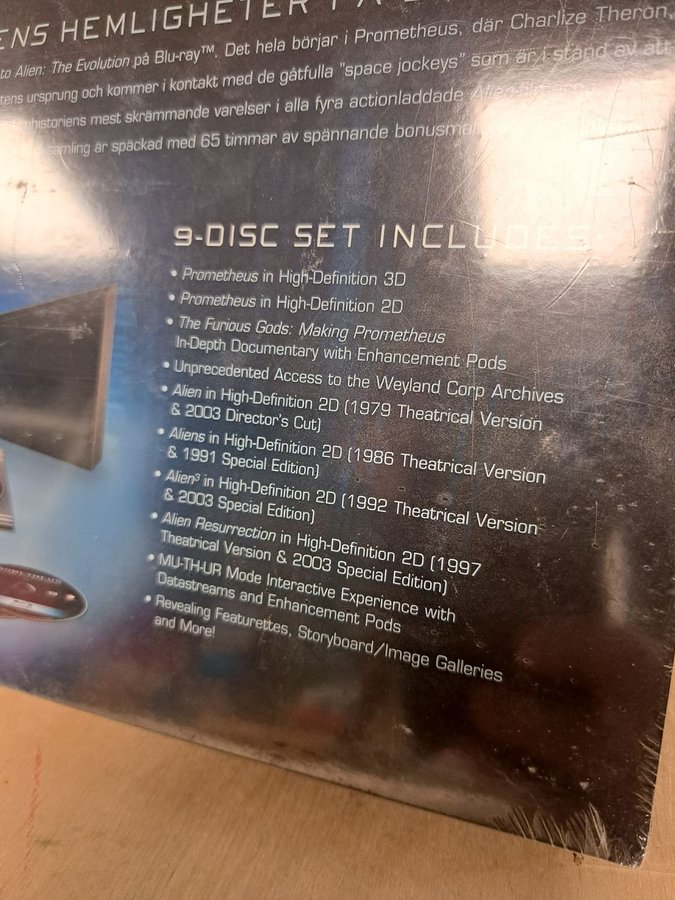 ENS HEMLIGHETER I
to Alien: The Evolution på Blu-ray™. Det hela börjar i Prometheus, där Charlize Theron,
tens ursprung och kommer i kontakt med de gåtfulla "space jockeys" som är i stånd av att
mhistoriens mest skrämmande varelser i alla fyra actionladdade Alien-filmerna
samling är späckad med 65 timmar av spännande
9-DISC SET INCLUDES:
• Prometheus in High-Definition 3D
• Prometheus in High-Definition 2D
• The Furious Gods: Making Prometheus
In-Depth Documentary with Enhancement Pods
• Unprecedented Access to the Weyland Corp Archives
• Alien in High-Definition 2D (1979 Theatrical Version
& 2003 Director's Cut)
• Aliens in High-Definition 2D (1986 Theatrical Version
& 1991 Special Edition)
• Alien³ in High-Definition 2D (1992 Theatrical Version
& 2003 Special Edition)
• Alien Resurrection in High-Definition 2D (1997
Theatrical Version & 2003 Special Edition)
• MU-TH-UR Mode Interactive Experience with
Datastreams and Enhancement Pods
• Revealing Featurettes, Storyboard/Image Galleries
and More!